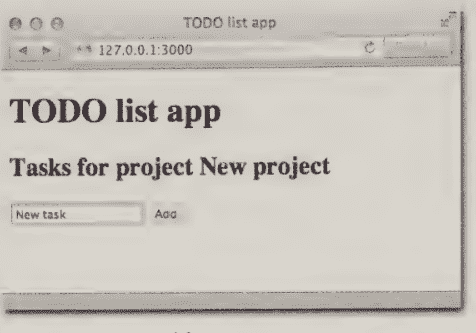 TODO list app
127.0.0.1:3000
TODO list app
Tasks for project New project
New task Add